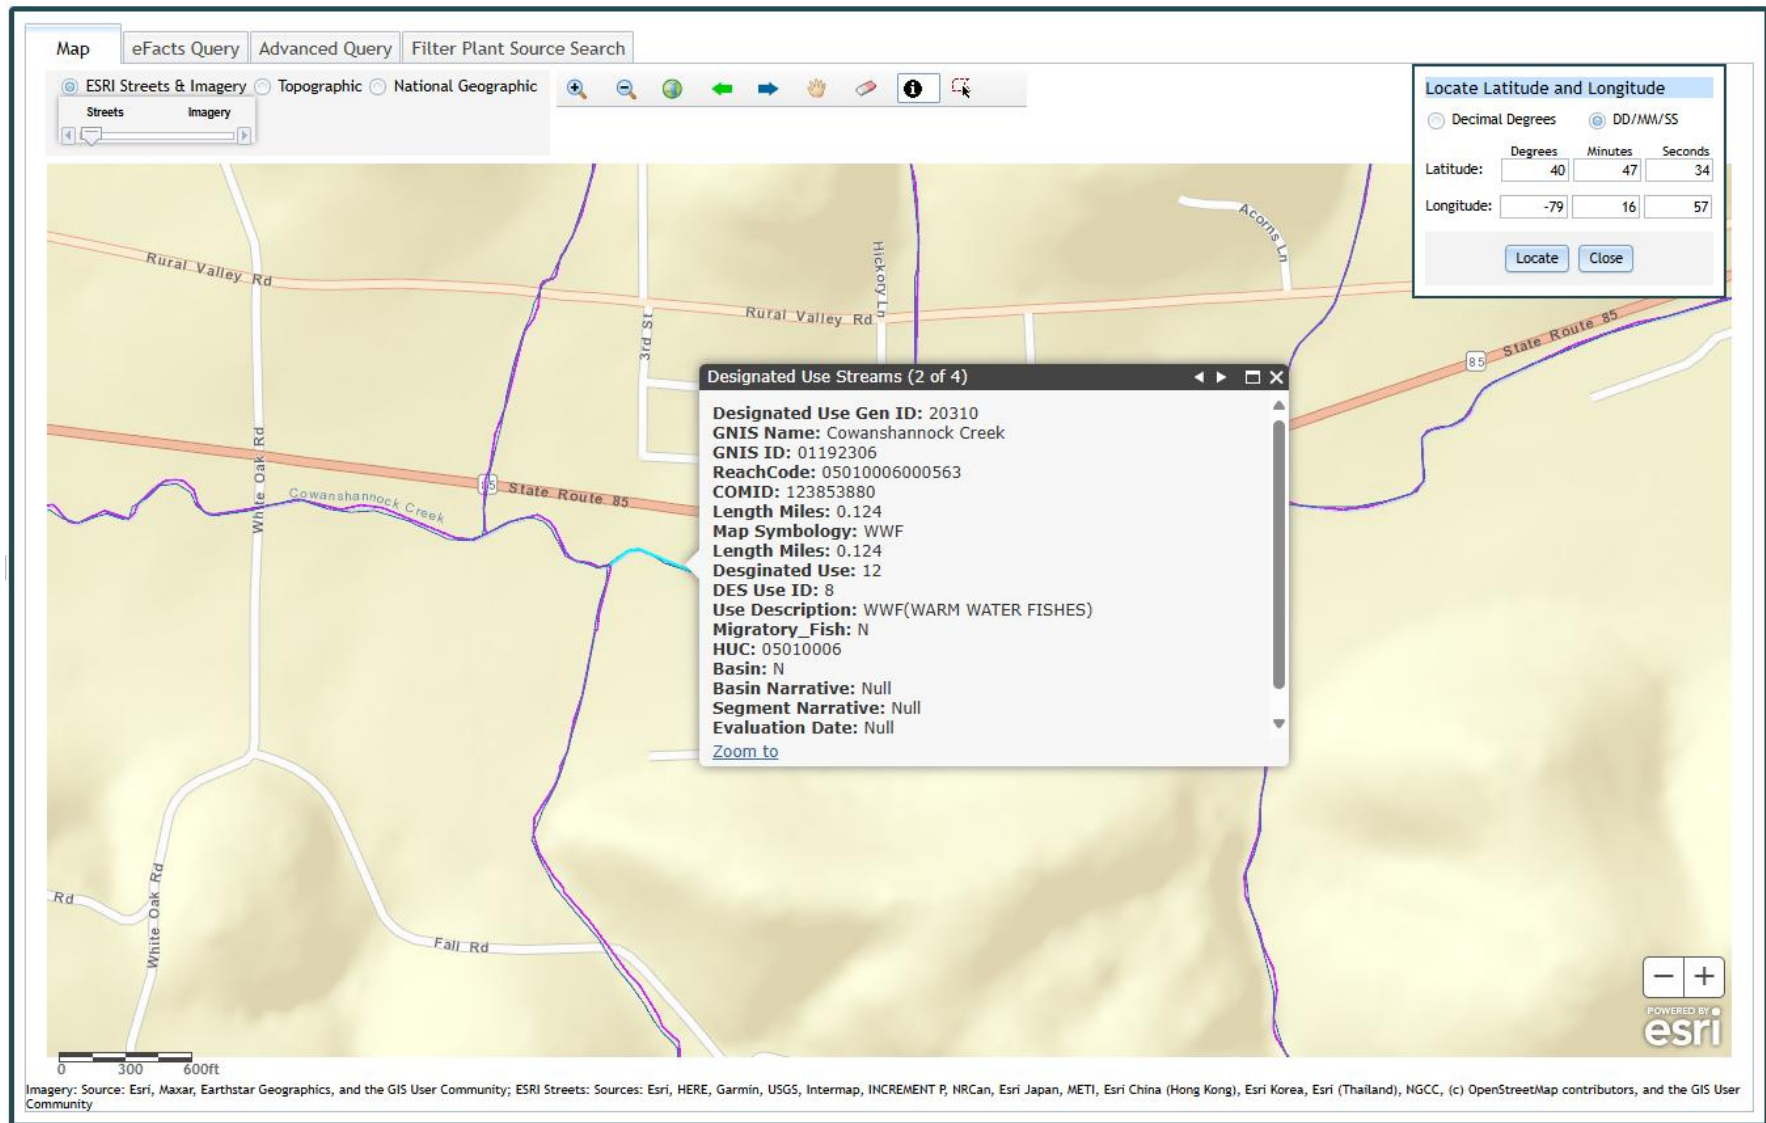 Map
eFacts Query
Advanced Query
Filter Plant Source Search
ESRI Streets & Imagery
Topographic
National Geographic
Streets
Imagery
Locate Latitude and Longitude
Decimal Degrees
DD/MM/SS
Degrees Minutes Seconds
Latitude: 40 47 34
Longitude: -79 16 57
Locate
Close
Acorns Ln
Rural Valley Rd
Hickory Ln
Rural Valley Rd
3rd St
State Route 85
85
Designated Use Streams (2 of 4)
Designated Use Gen ID: 20310
GNIS Name: Cowanshannock Creek
GNIS ID: 01192306
ReachCode: 05010006000563
COMID: 123853880
Length Miles: 0.124
Map Symbology: WWF
Length Miles: 0.124
Desginated Use: 12
DES Use ID: 8
Use Description: WWF(WARM WATER FISHES)
Migratory_Fish: N
HUC: 05010006
Basin: N
Basin Narrative: Null
Segment Narrative: Null
Evaluation Date: Null
Zoom to
White Oak Rd
Cowanshannock Creek
State Route 85
Rd
White Oak Rd
Fall Rd
POWERED BY
esri
0 300 600ft
Imagery: Source: Esri, Maxar, Earthstar Geographics, and the GIS User Community; ESRI Streets: Sources: Esri, HERE, Garmin, USGS, Intermap, INCREMENT P, NRCan, Esri Japan, METI, Esri China (Hong Kong), Esri Korea, Esri (Thailand), NGCC, (c) OpenStreetMap contributors, and the GIS User
Community